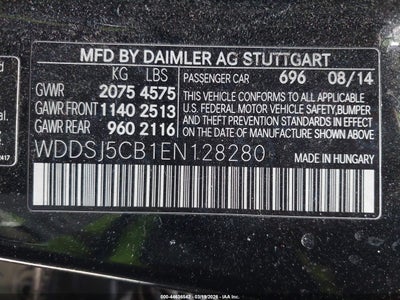 MFD BY DAIMLER AG STUTTGART
KG LBS
GVWR 2075 4575
GAWR FRONT 1140 2513
GAWR REAR 960 2116
PASSENGER CAR 696 08/14
THIS VEHICLE CONFORMS TO ALL APPLICABLE
U.S. FEDERAL MOTOR VEHICLE SAFETY, BUMPER
AND THEFT PREVENTION STANDARDS IN EFFECT
ON THE DATE OF MANUFACTURE SHOWN ABOVE.
WDDSJ5CB1EN128280
MADE IN HUNGARY